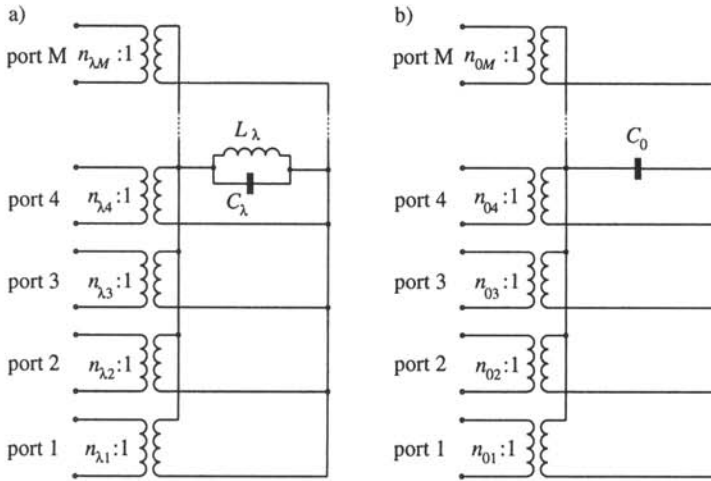 a)
port M n_λM :1
L_λ
C_λ
port 4 n_λ4:1
port 3 n_λ3:1
port 2 n_λ2:1
port 1 n_λ1:1
b)
port M n_0M :1
C_0
port 4 n_04:1
port 3 n_03:1
port 2 n_02:1
port 1 n_01:1